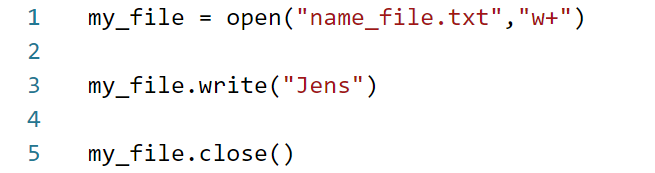 1 my_file = open("name_file.txt","w+")
2
3 my_file.write("Jens")
4
5 my_file.close()